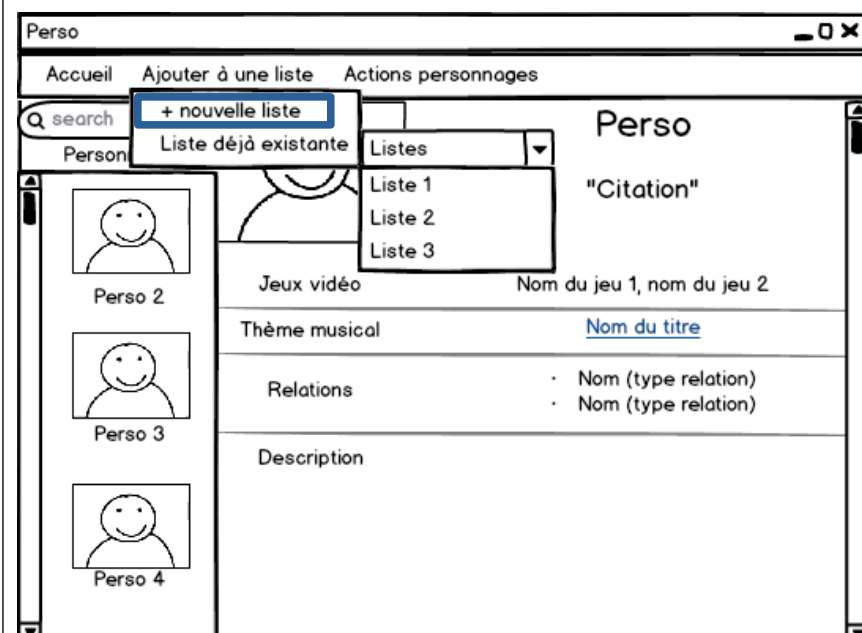 Perso
Accueil Ajouter à une liste Actions personnages
search
+ nouvelle liste
Liste déjà existante
Listes
Liste 1
Liste 2
Liste 3
Perso
"Citation"
Perso 2
Perso 3
Perso 4
Jeux vidéo Nom du jeu 1, nom du jeu 2
Thème musical Nom du titre
Relations
· Nom (type relation)
· Nom (type relation)
Description